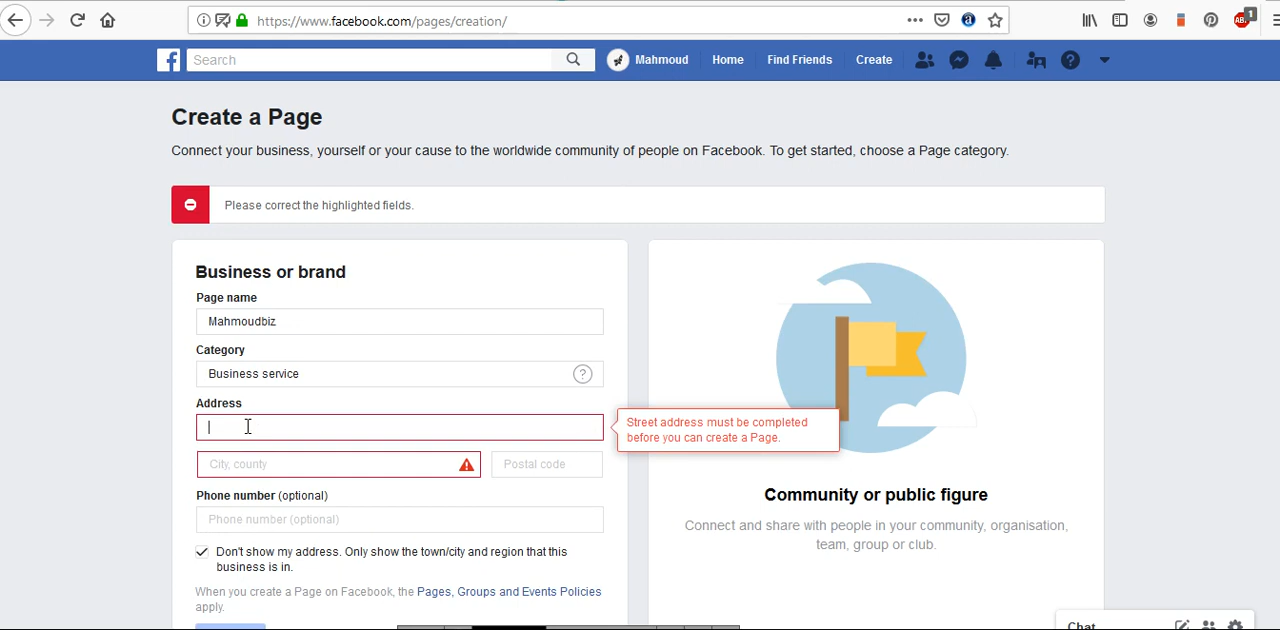 https://www.facebook.com/pages/creation/
Search
Mahmoud
Home
Find Friends
Create
1
Create a Page
Connect your business, yourself or your cause to the worldwide community of people on Facebook. To get started, choose a Page category.
Please correct the highlighted fields.
Business or brand
Page name
Mahmoudbiz
Category
Business service
?
Address
Street address must be completed
before you can create a Page.
City, county
Postal code
Phone number (optional)
Phone number (optional)
Don't show my address. Only show the town/city and region that this
business is in.
When you create a Page on Facebook, the Pages, Groups and Events Policies
apply.
Community or public figure
Connect and share with people in your community, organisation,
team, group or club.
Chat